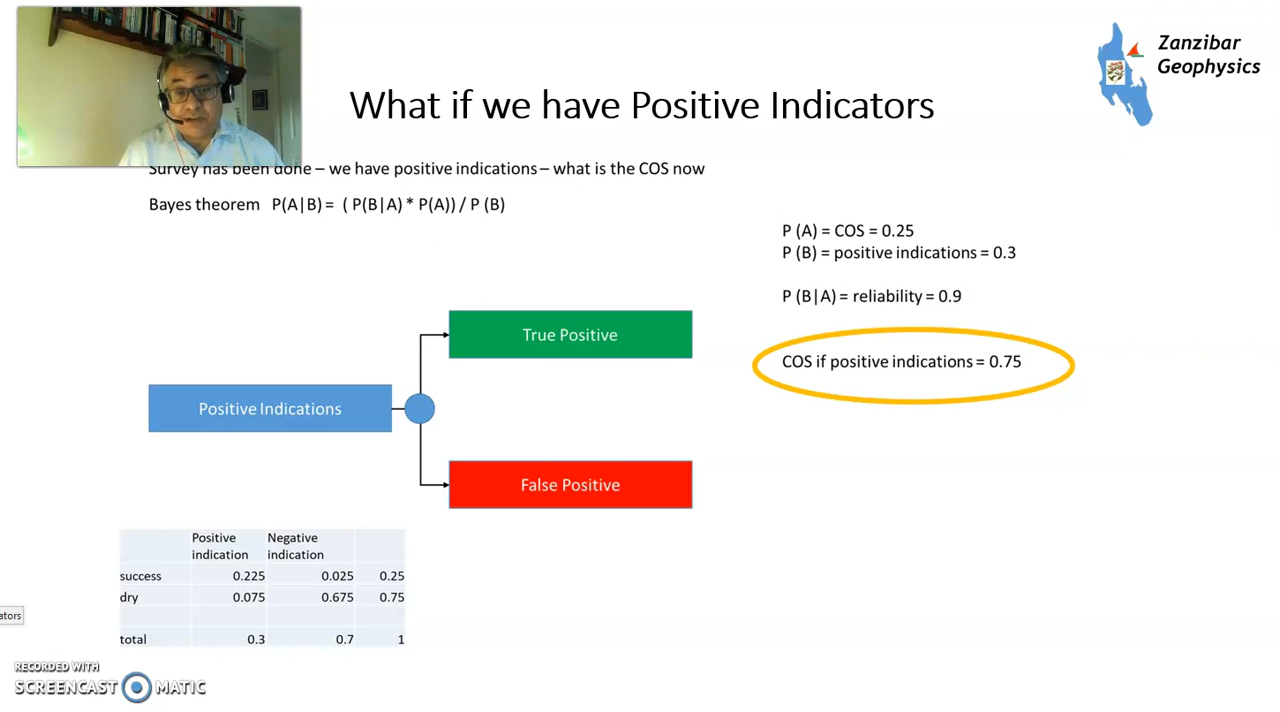 Zanzibar
Geophysics
What if we have Positive Indicators
Survey has been done – we have positive indications – what is the COS now
Bayes theorem P(A|B) = ( P(B|A) * P(A)) / P (B)
P (A) = COS = 0.25
P (B) = positive indications = 0.3
P (B|A) = reliability = 0.9
COS if positive indications = 0.75
True Positive
Positive Indications
False Positive
Positive indication Negative indication
success 0.225 0.025 0.25
dry 0.075 0.675 0.75
total 0.3 0.7 1
ators
RECORDED WITH
SCREENCAST MATIC